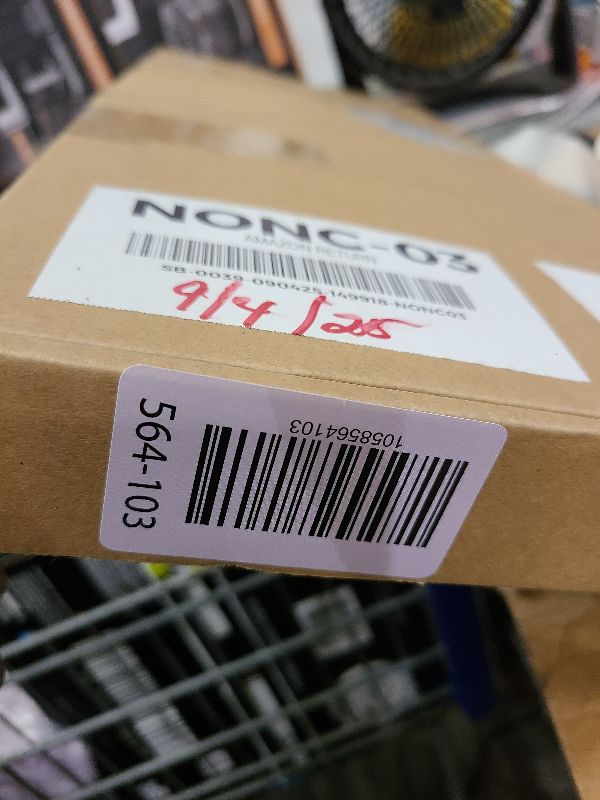 NONC-03
AMAZON RETURN
SB-0039-090425-149918-NONC03
9/4/25
564-103
1058564103